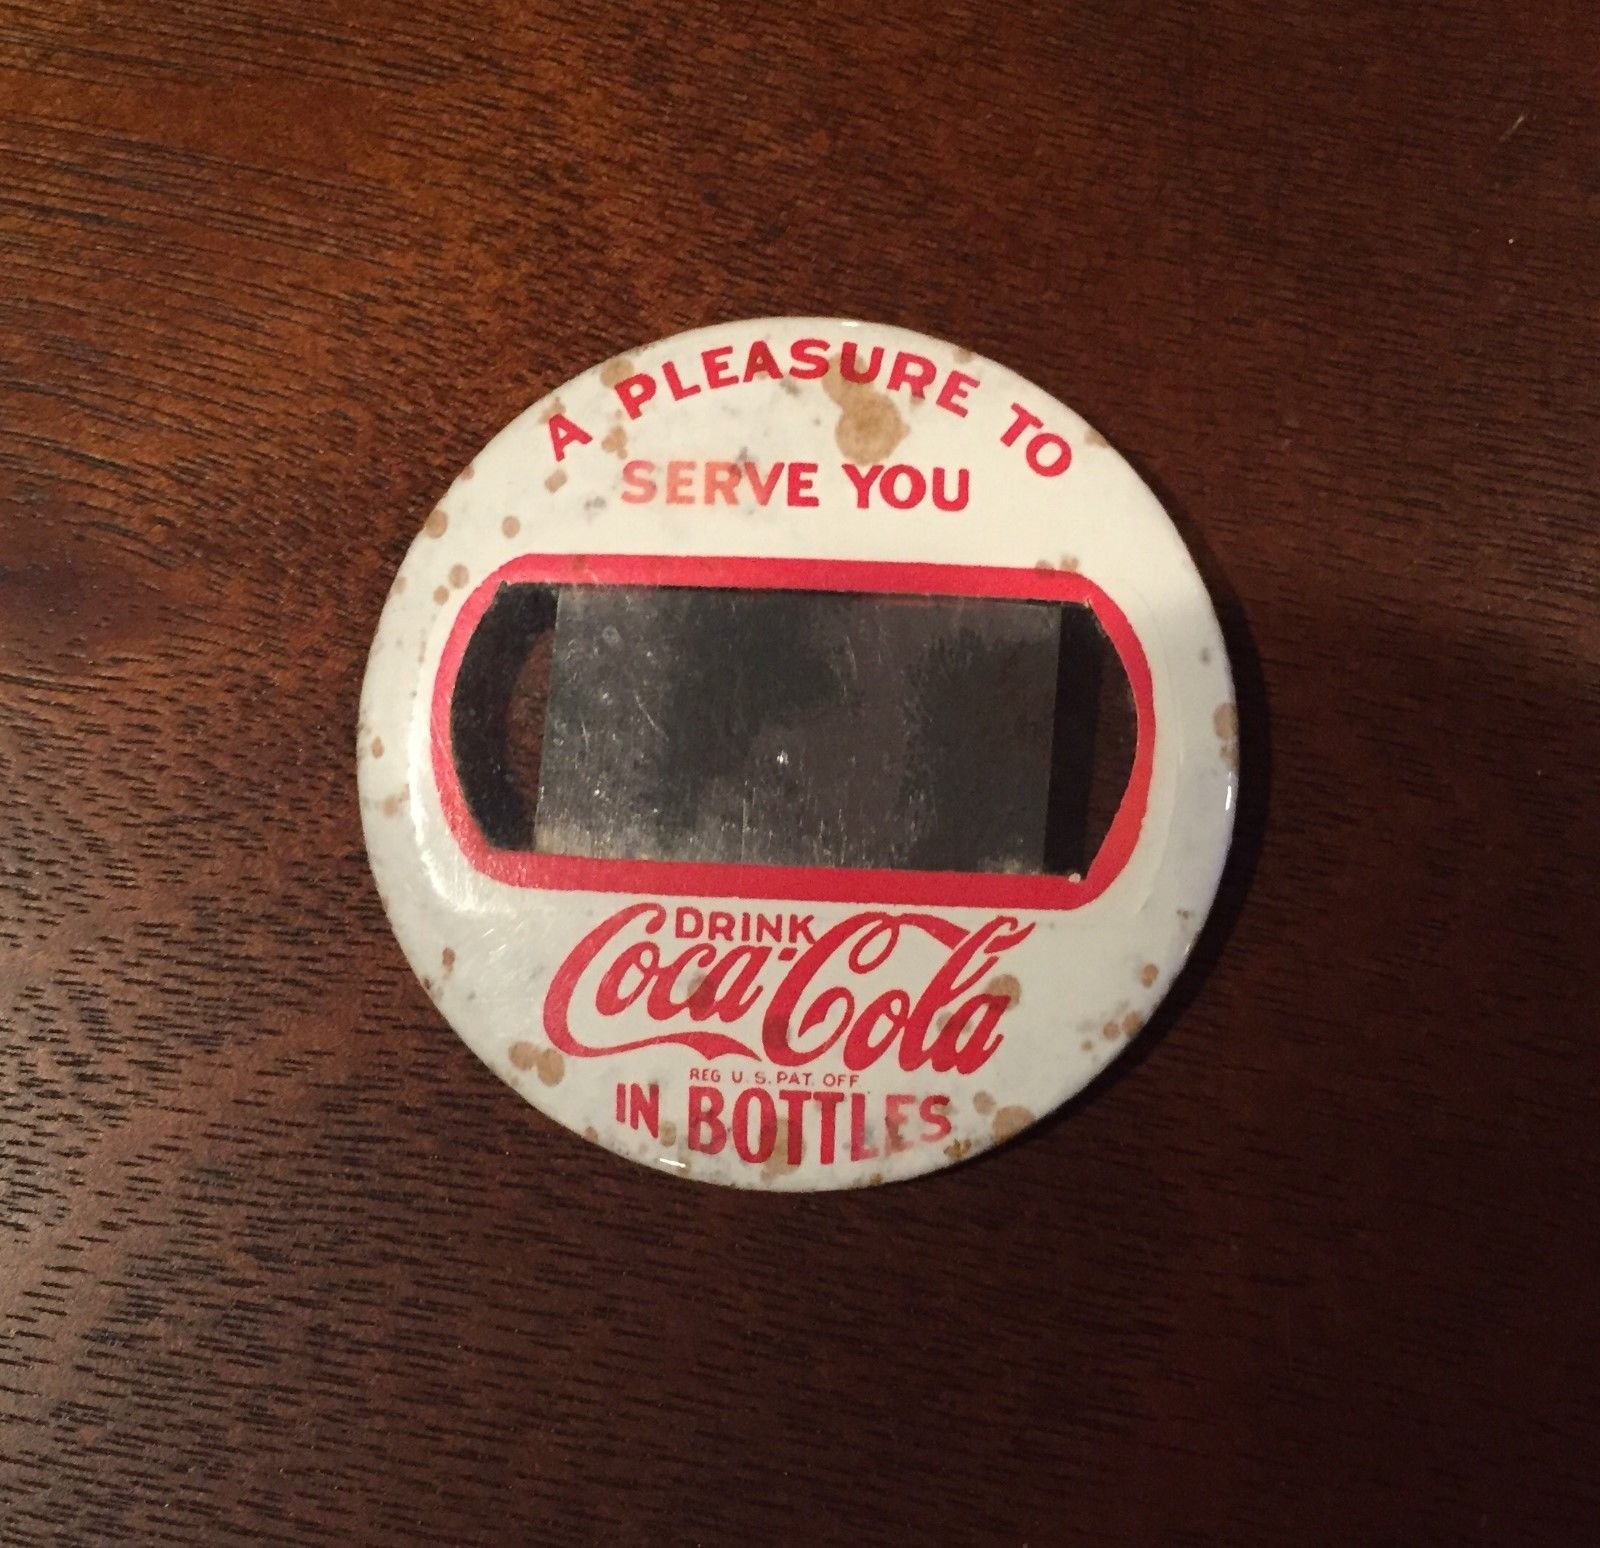 A PLEASURE TO
SERVE YOU
DRINK
Coca-Cola
REG U.S. PAT. OFF
IN BOTTLES